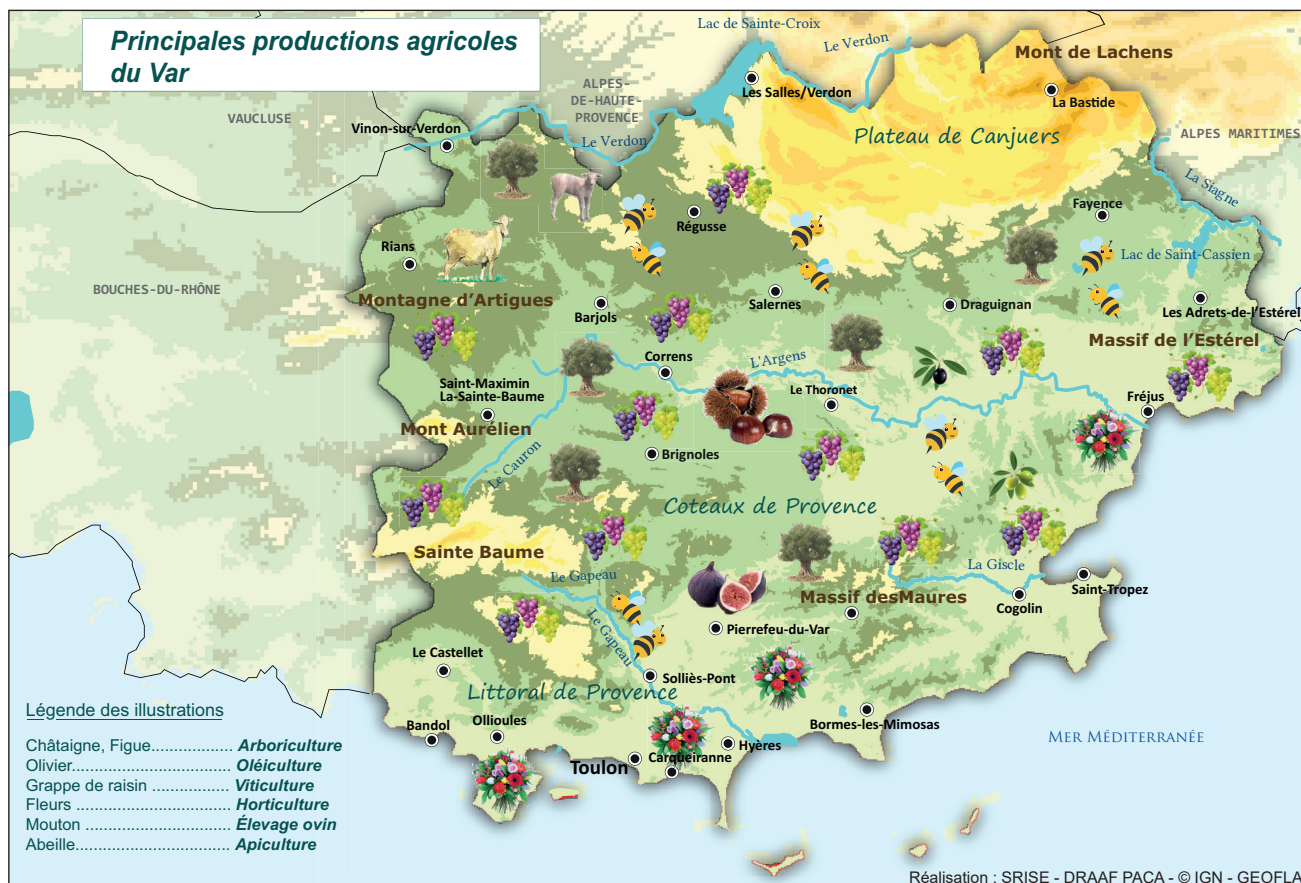 Principales productions agricoles
du Var
Lac de Sainte-Croix
Le Verdon
Mont de Lachens
ALPES-
DE-HAUTE-
PROVENCE
Les Salles/Verdon
La Bastide
VAUCLUSE
Vinon-sur-Verdon
Le Verdon
Plateau de Canjuers
ALPES MARITIMES
La Siagne
Fayence
Régusse
Rians
Lac de Saint-Cassien
BOUCHES-DU-RHÔNE
Montagne d'Artigues
Barjols
Salernes
Draguignan
Les Adrets-de-l'Estérel
Massif de l'Estérel
Correns
L'Argens
Saint-Maximin
La-Sainte-Baume
Le Thoronet
Fréjus
Mont Aurélien
Le Cauron
Brignoles
Coteaux de Provence
Sainte Baume
Le Gapeau
La Giscle
Saint-Tropez
Massif desMaures
Cogolin
Le Gapeau
Pierrefeu-du-Var
Le Castellet
Solliès-Pont
Littoral de Provence
Bormes-les-Mimosas
Bandol
Ollioules
Hyères
Toulon
Carqueiranne
MER MÉDITERRANÉE
Légende des illustrations
Châtaigne, Figue.................. Arboriculture
Olivier......................... Oléiculture
Grappe de raisin ............. Viticulture
Fleurs .......................... Horticulture
Mouton ................................. Élevage ovin
Abeille................................... Apiculture
Réalisation : SRISE - DRAAF PACA - © IGN - GEOFLA